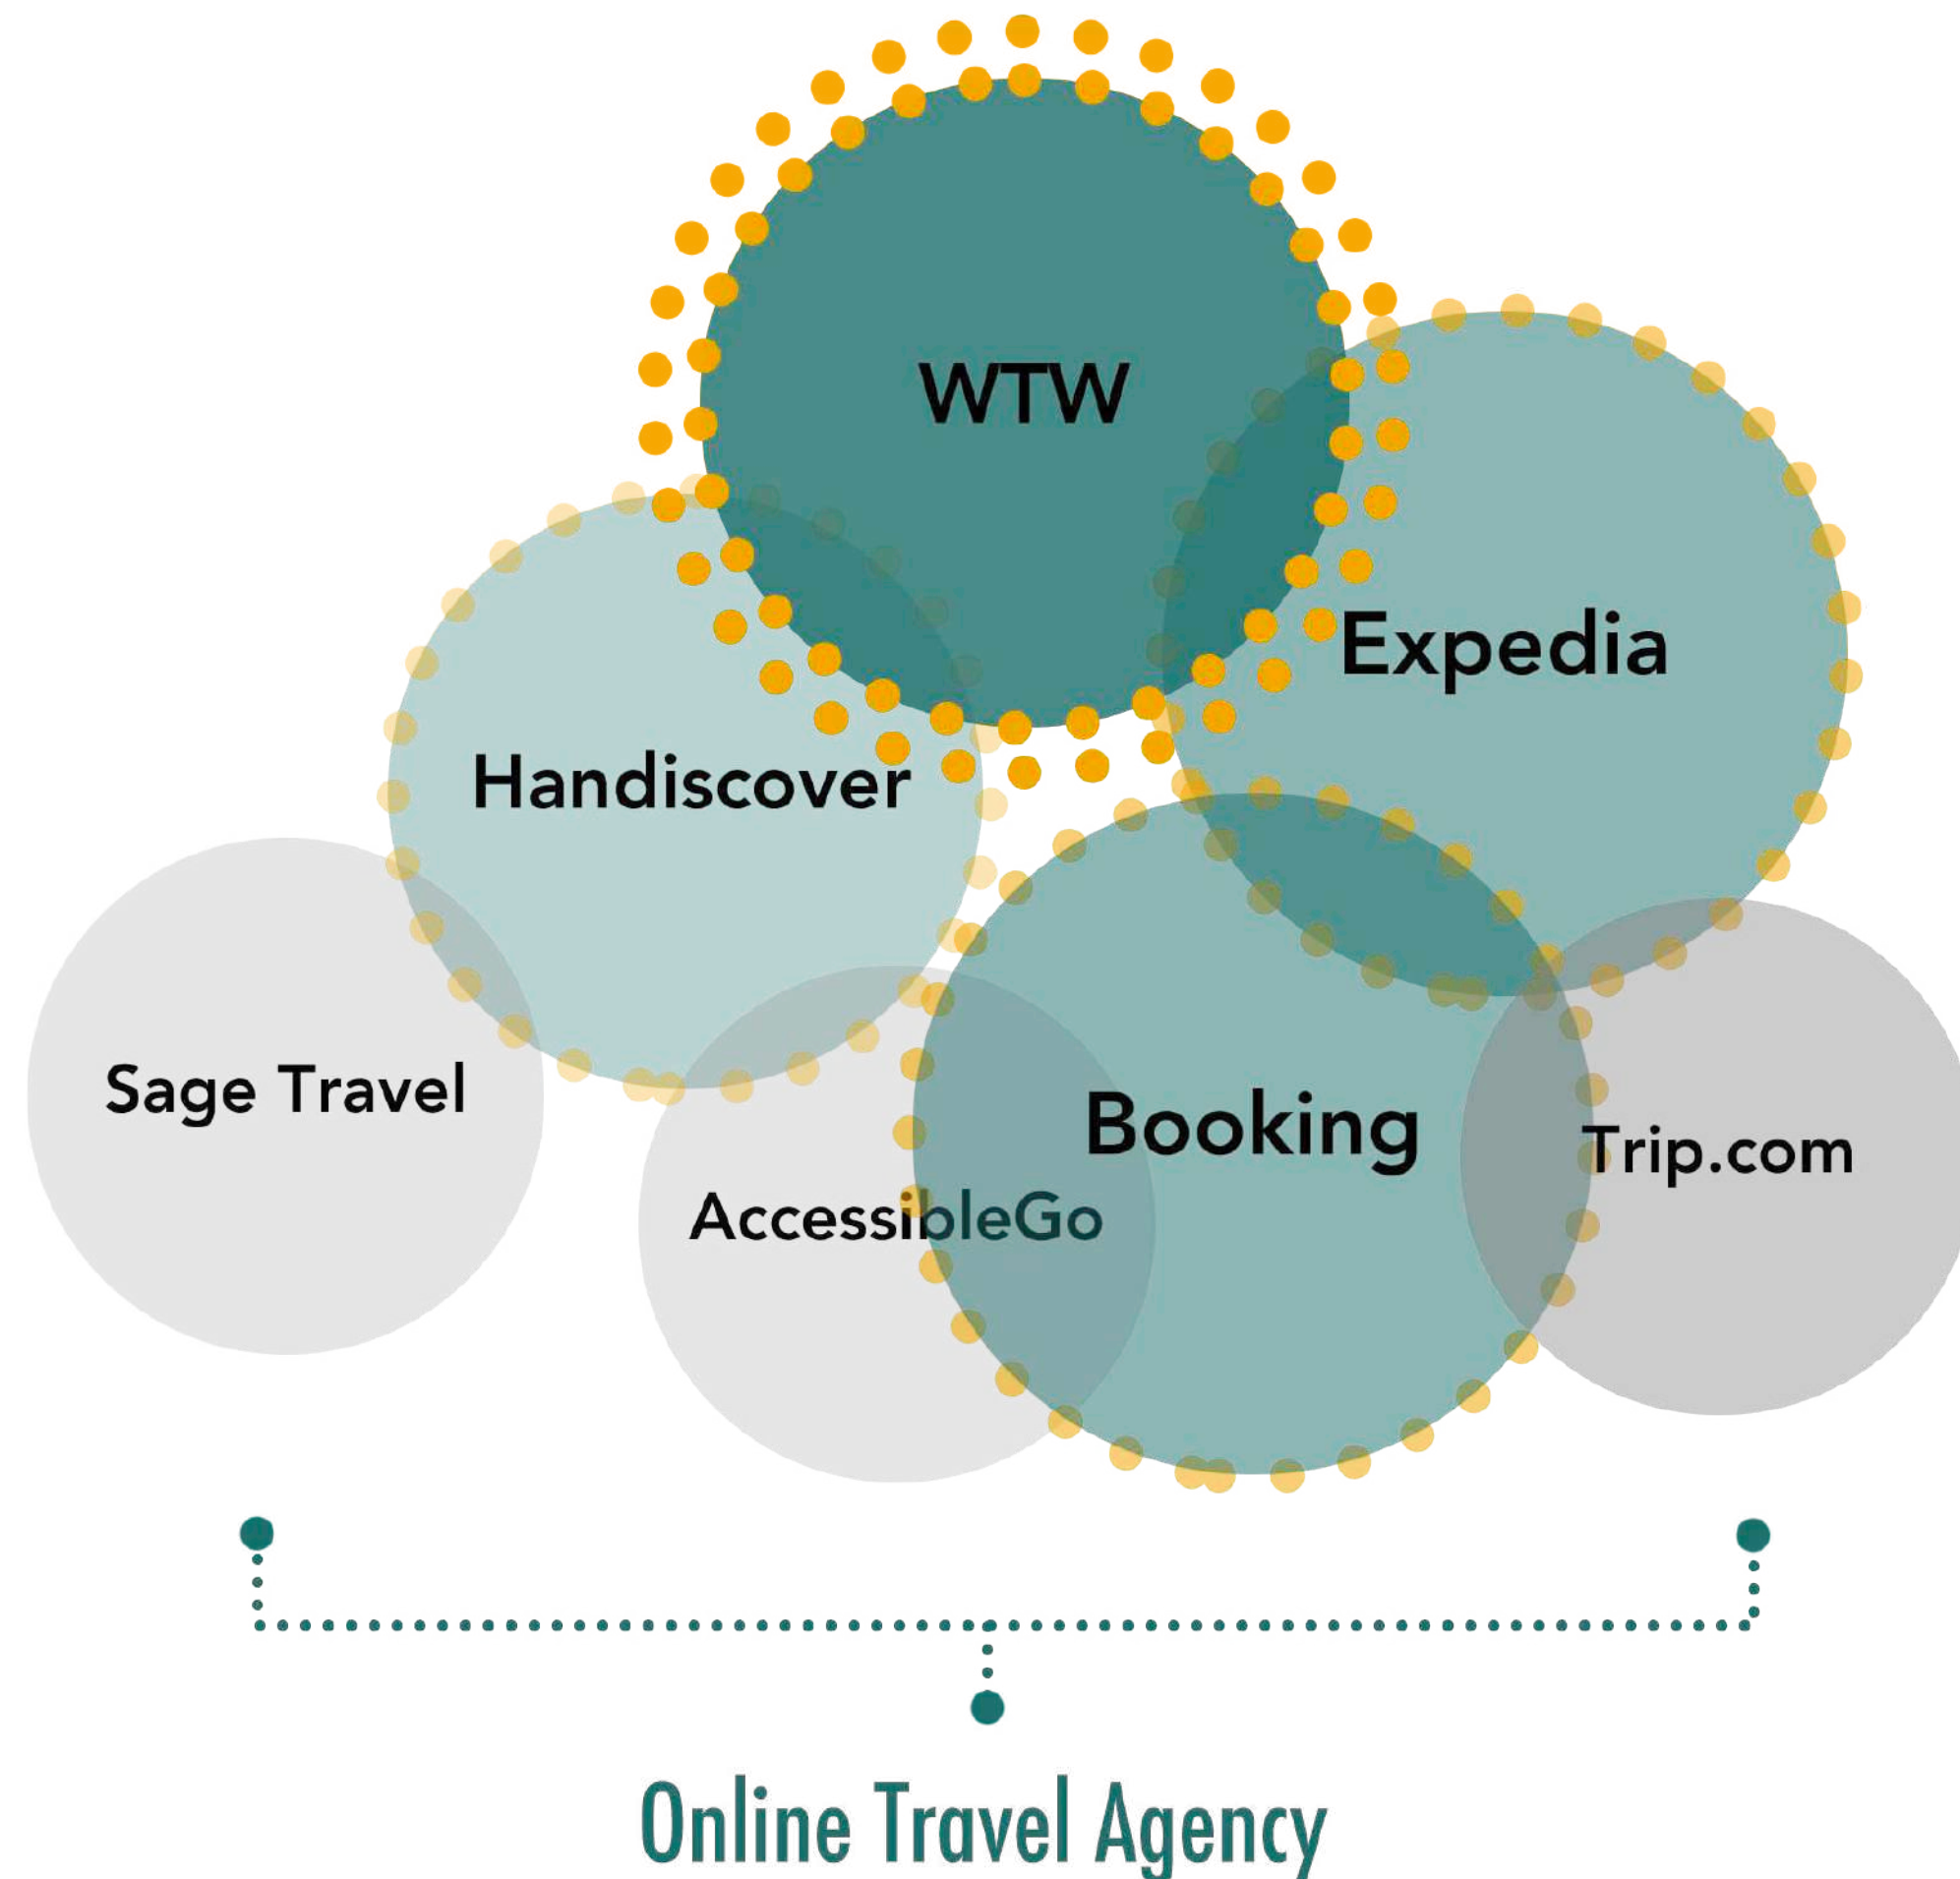 WTW
Expedia
Handiscover
Sage Travel
Booking
Trip.com
AccessibleGo
Online Travel Agency